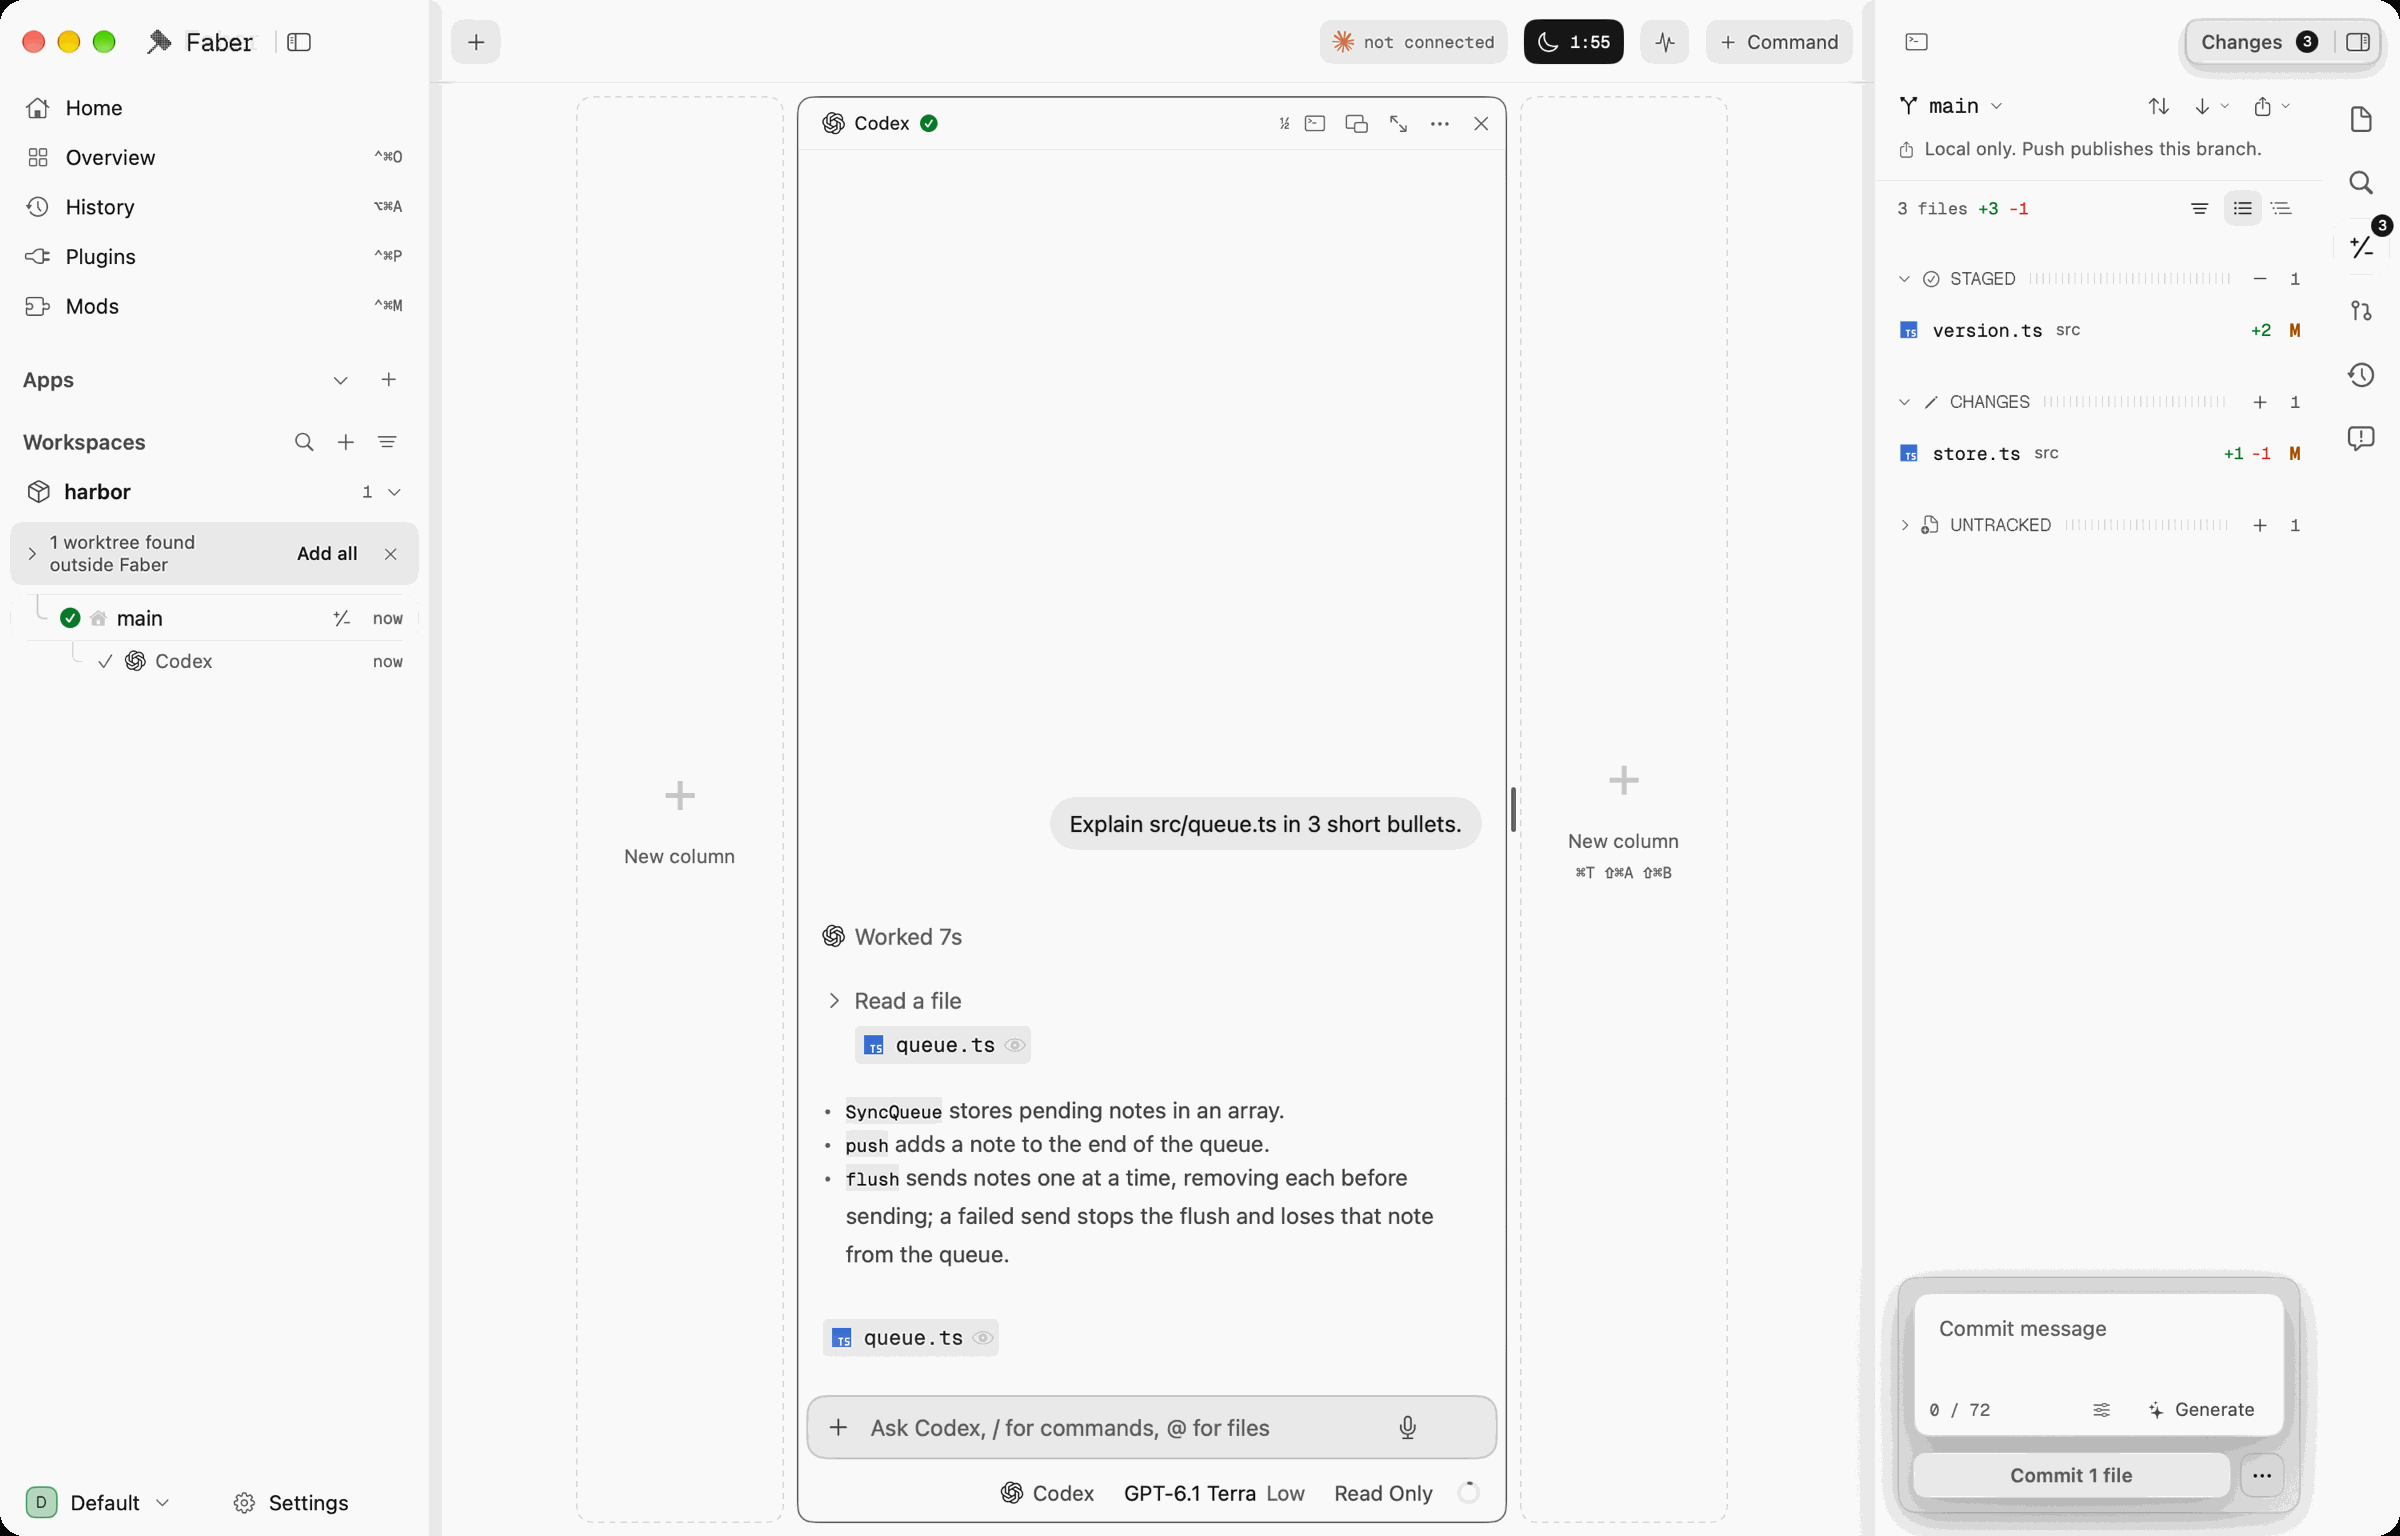 Faber
Home
Overview ^⌘O
History ⌥⌘A
Plugins ^⌘P
Mods ^⌘M
Apps
Workspaces
harbor 1
1 worktree found
outside Faber
Add all
main now
Codex now
D Default
Settings
not connected
1:55
+ Command
New column
Codex
½
Explain src/queue.ts in 3 short bullets.
Worked 7s
Read a file
TS queue.ts
• SyncQueue stores pending notes in an array.
• push adds a note to the end of the queue.
• flush sends notes one at a time, removing each before
sending; a failed send stops the flush and loses that note
from the queue.
TS queue.ts
Ask Codex, / for commands, @ for files
Codex GPT-6.1 Terra Low Read Only
New column
⌘T ⇧⌘A ⇧⌘B
Changes 3
main
Local only. Push publishes this branch.
3 files +3 -1
3
STAGED 1
TS version.ts src +2 M
CHANGES 1
TS store.ts src +1 -1 M
UNTRACKED 1
Commit message
0 / 72
Generate
Commit 1 file